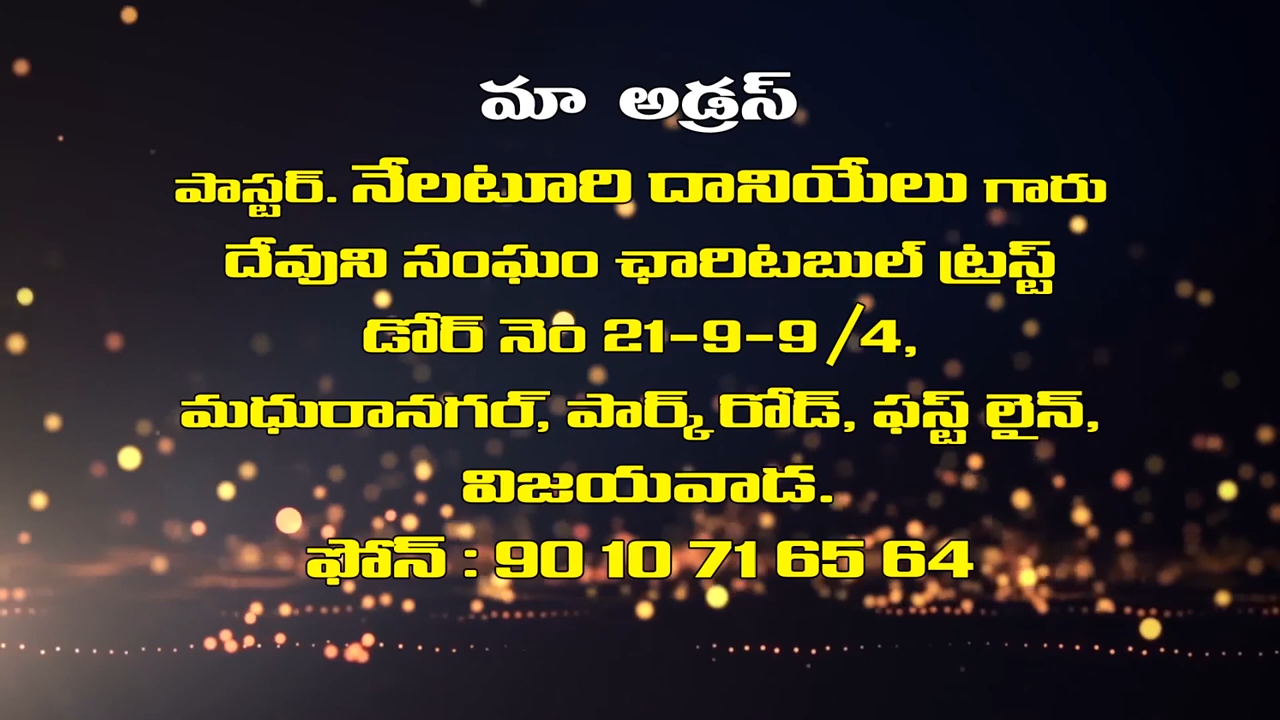 మా అడ్రస్
పాస్టర్. నేలటూరి దానియేలు గారు
దేవుని సంఘం ఛారిటబుల్ ట్రస్ట్
డోర్ నెం 21-9-9/4,
మధురానగర్, పార్క్ రోడ్, ఫస్ట్ లైన్,
విజయవాడ.
ఫోన్ : 90 10 71 65 64